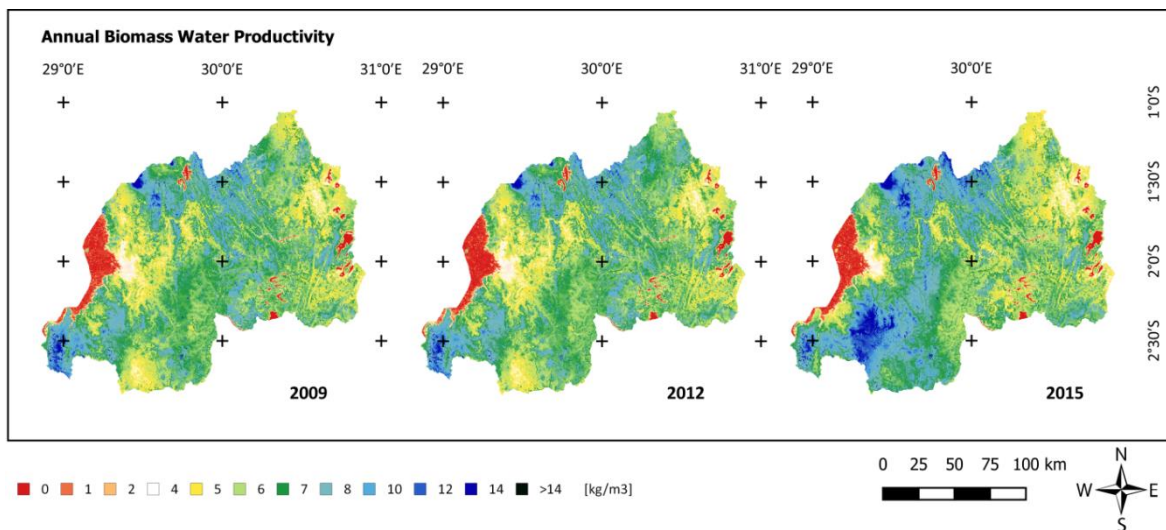 Annual Biomass Water Productivity
29°0'E 30°0'E 31°0'E 29°0'E 30°0'E 31°0'E 29°0'E 30°0'E
1°0'S
1°30'S
2°0'S
2°30'S
2009 2012 2015
0 1 2 4 5 6 7 8 10 12 14 >14 [kg/m3]
0 25 50 75 100 km
N
W E
S